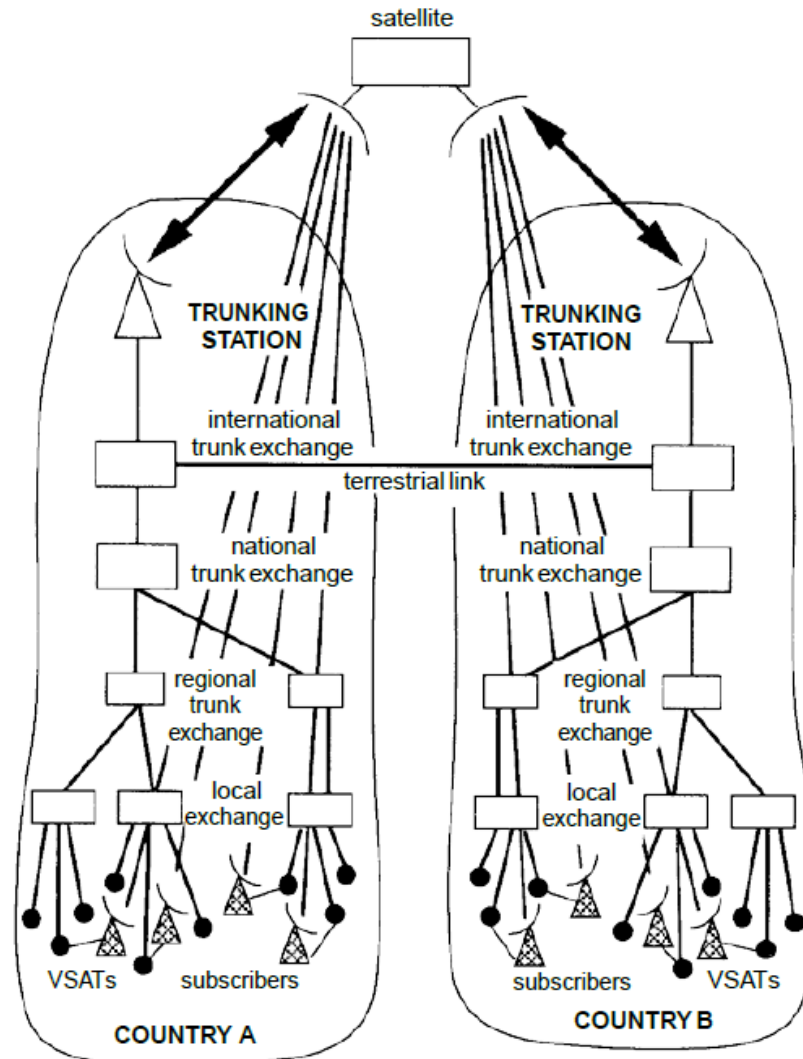 satellite
TRUNKING
STATION
TRUNKING
STATION
international
trunk exchange
international
trunk exchange
terrestrial link
national
trunk exchange
national
trunk exchange
regional
trunk
exchange
regional
trunk
exchange
local
exchange
local
exchange
VSATs
subscribers
subscribers
VSATs
COUNTRY A
COUNTRY B